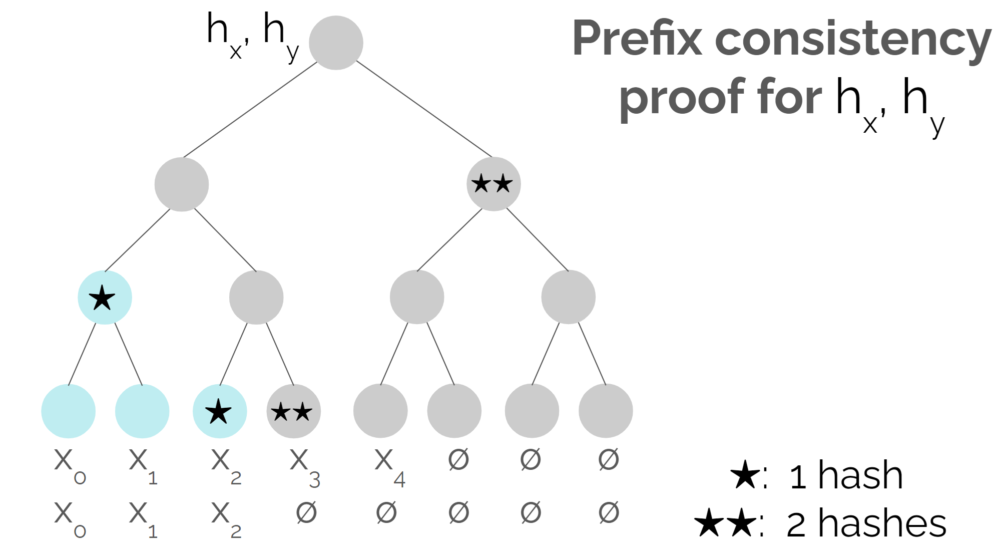 hx, hy
Prefix consistency
proof for hx, hy
★★
★
★
★★
x0 x1 x2 x3 x4 ∅ ∅ ∅
x0 x1 x2 ∅ ∅ ∅ ∅ ∅
★: 1 hash
★★: 2 hashes